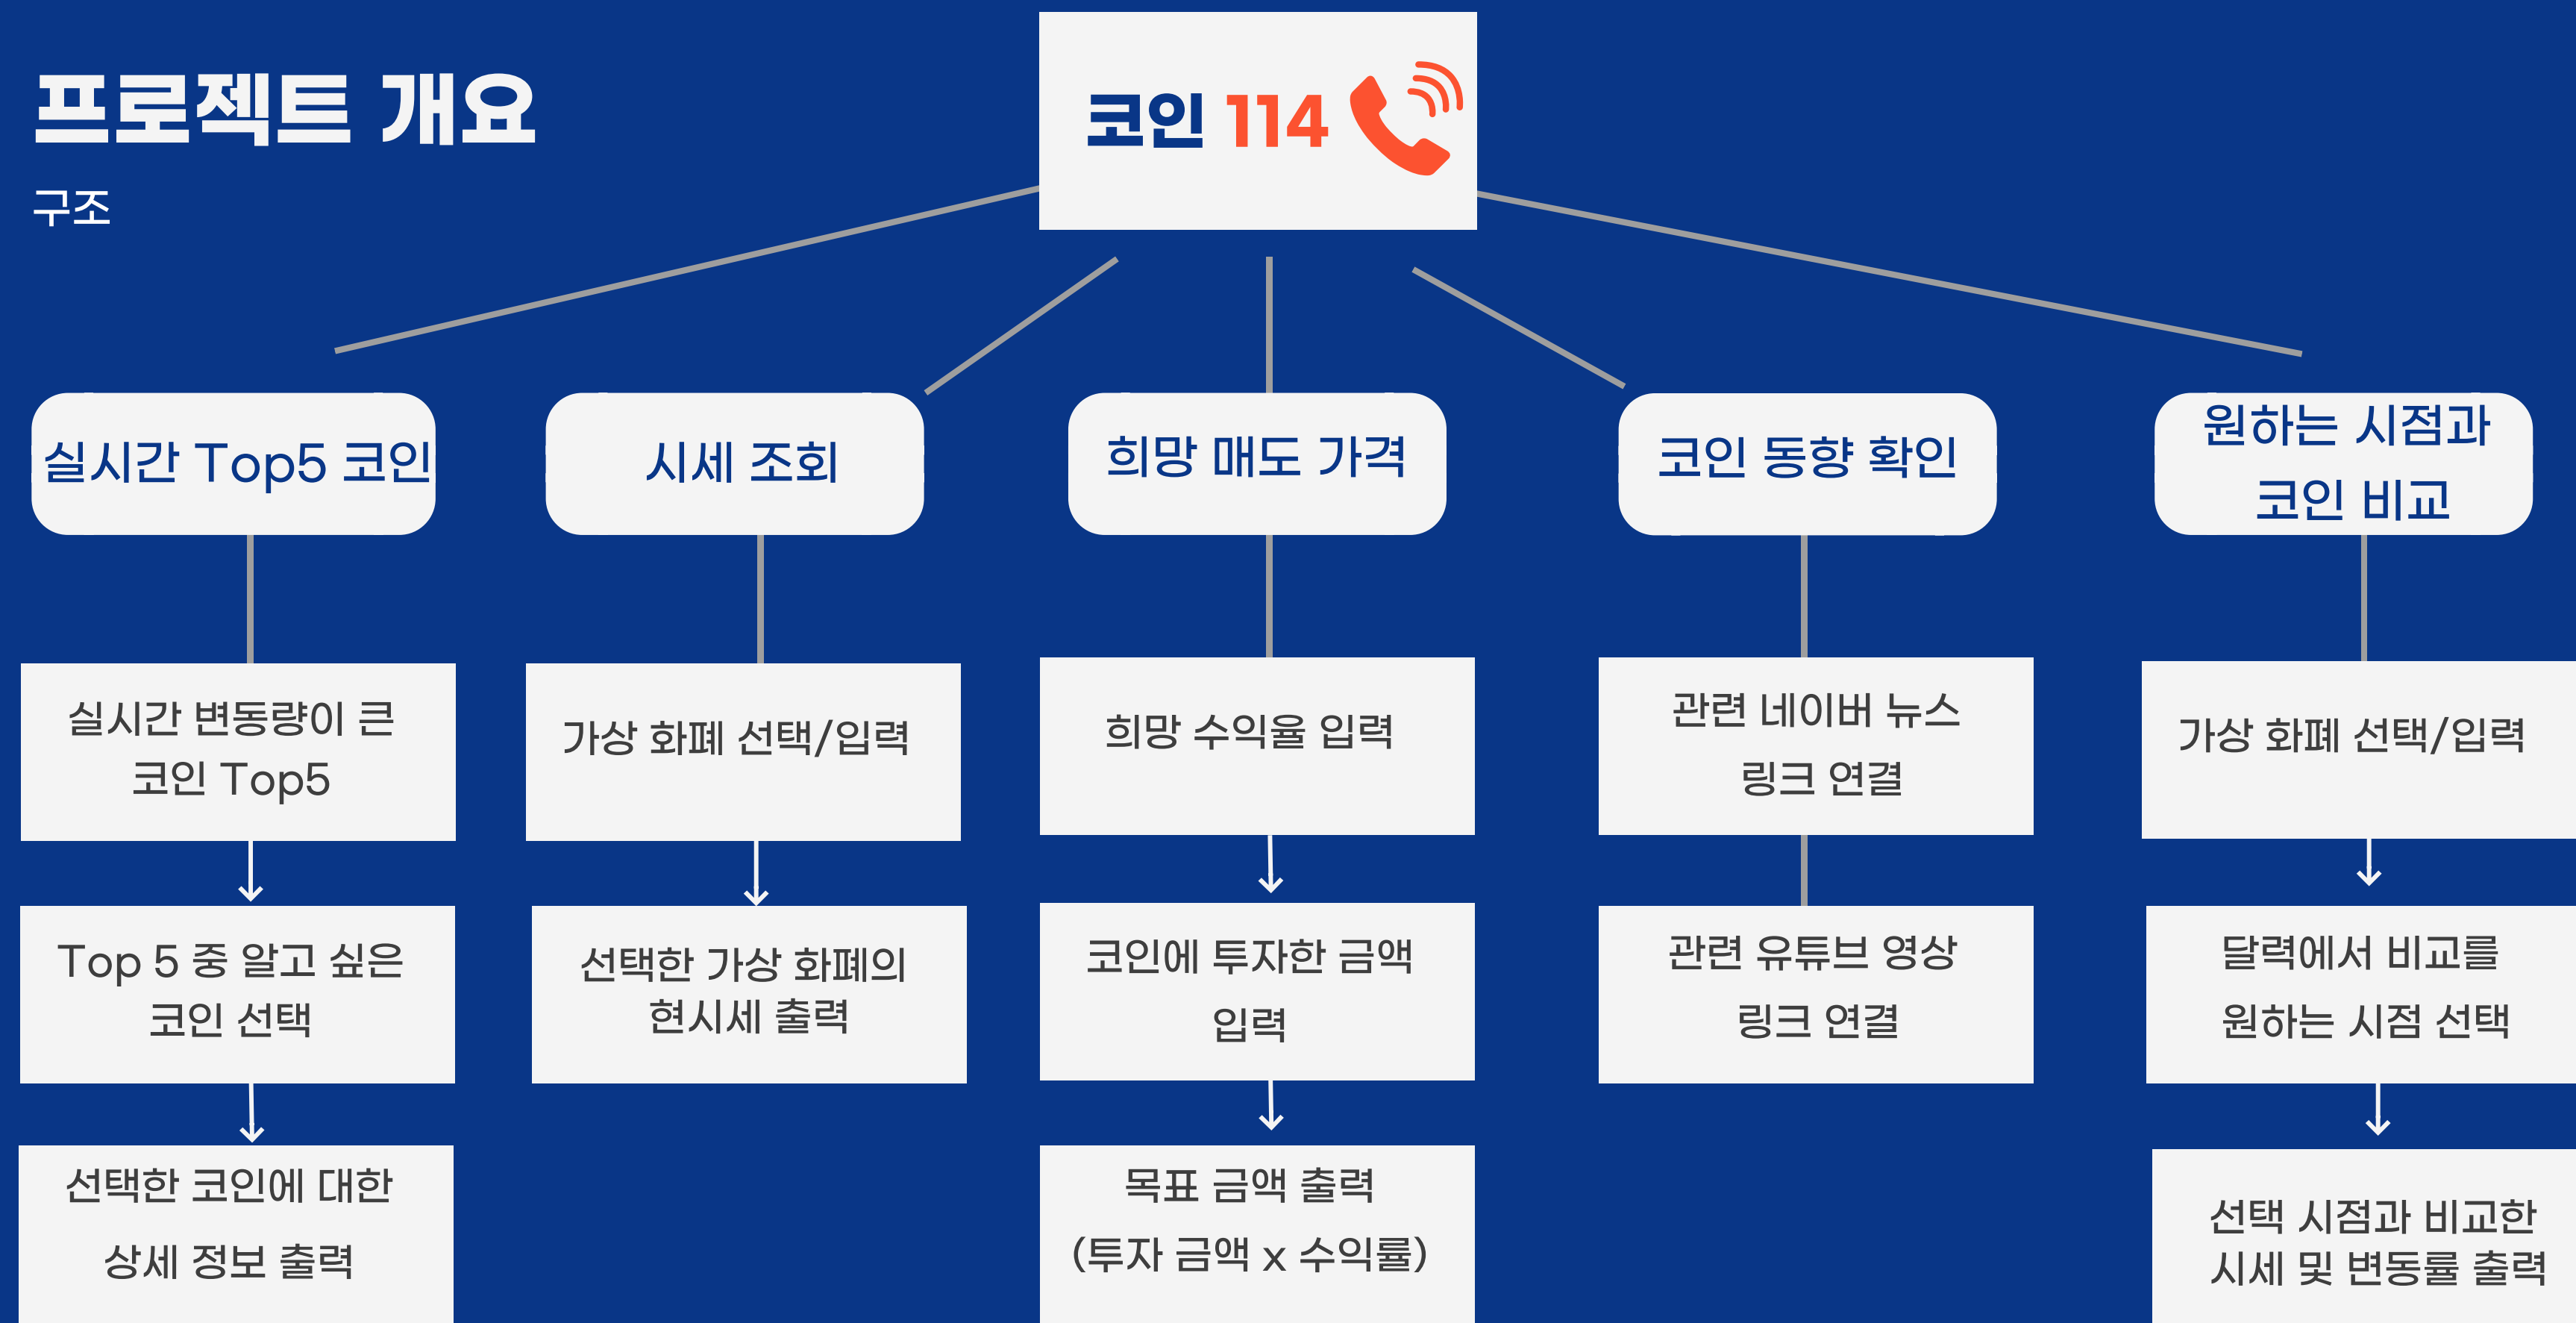 프로젝트 개요
구조
코인 114
실시간 Top5 코인
시세 조회
희망 매도 가격
코인 동향 확인
원하는 시점과
코인 비교
실시간 변동량이 큰
코인 Top5
Top 5 중 알고 싶은
코인 선택
선택한 코인에 대한
상세 정보 출력
가상 화폐 선택/입력
선택한 가상 화폐의
현시세 출력
희망 수익율 입력
코인에 투자한 금액
입력
목표 금액 출력
(투자 금액 x 수익률)
관련 네이버 뉴스
링크 연결
관련 유튜브 영상
링크 연결
가상 화폐 선택/입력
달력에서 비교를
원하는 시점 선택
선택 시점과 비교한
시세 및 변동률 출력